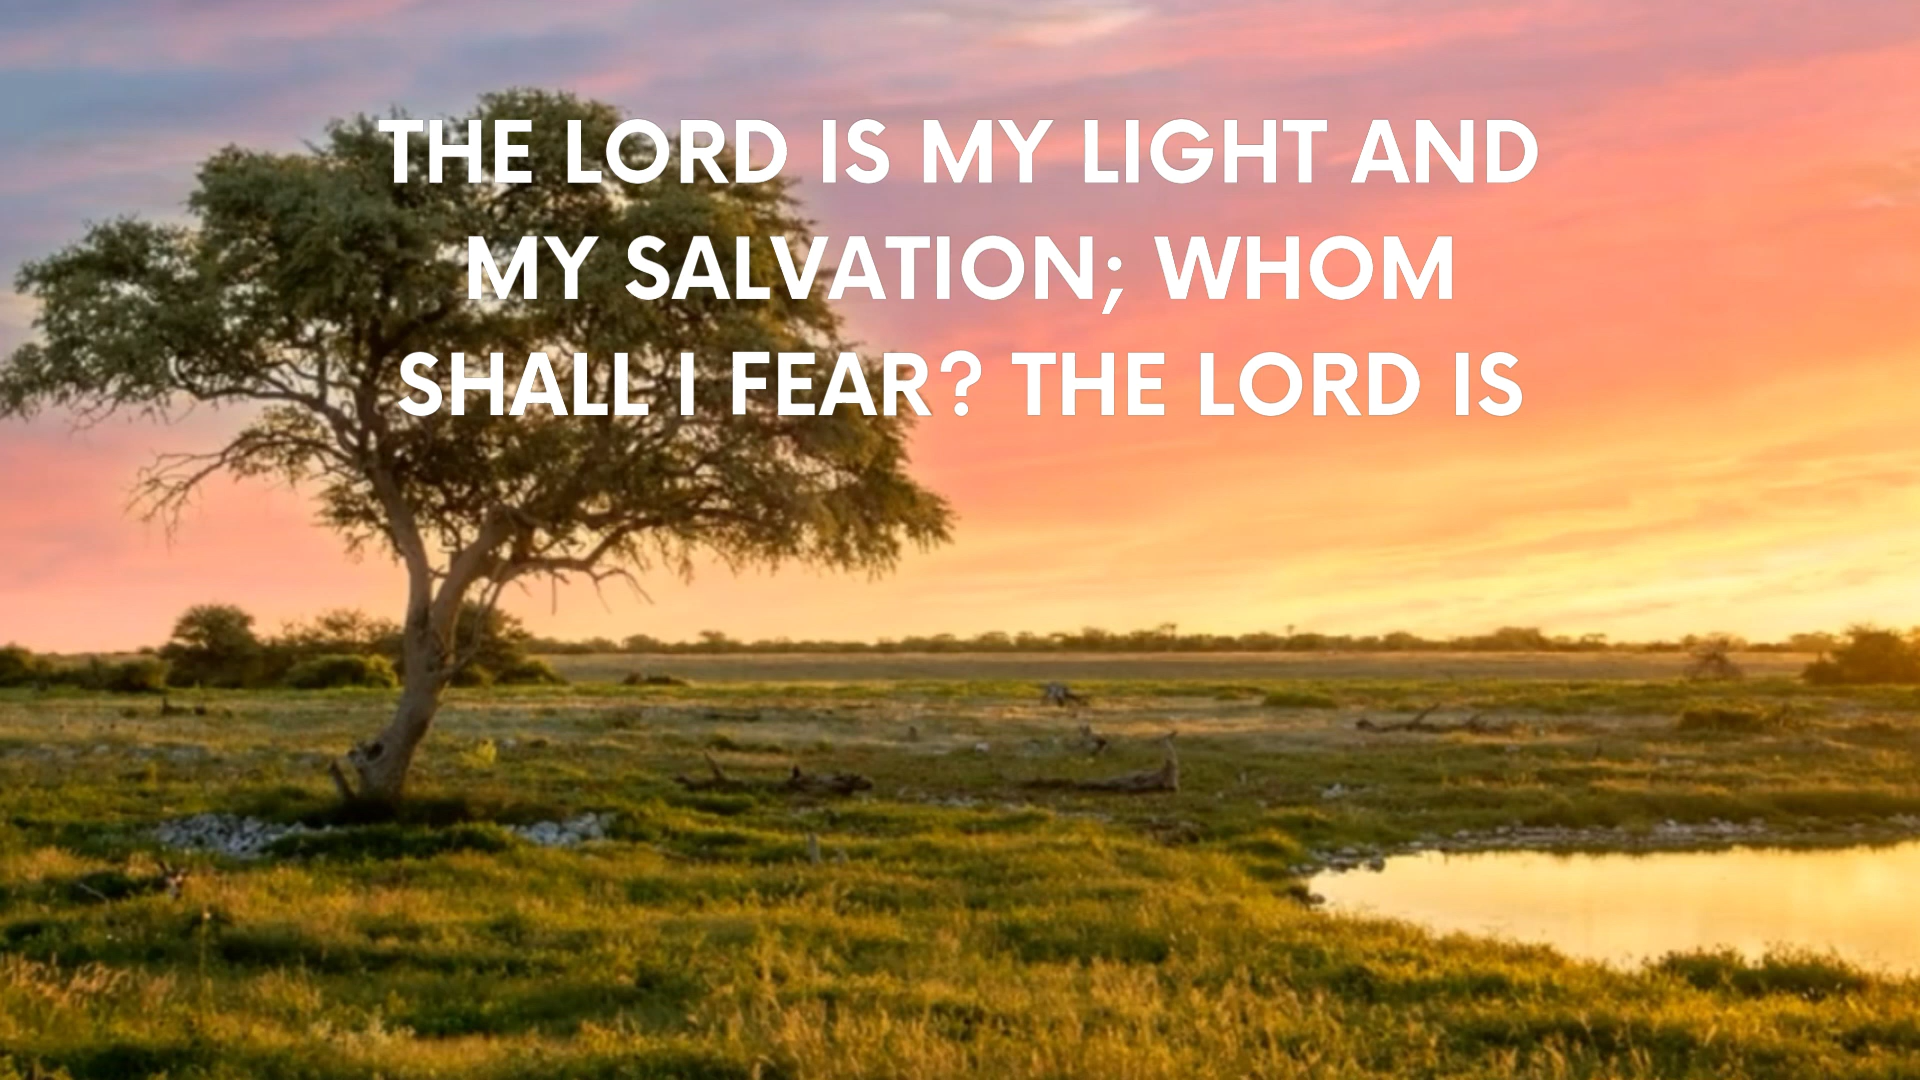 THE LORD IS MY LIGHT AND
MY SALVATION; WHOM
SHALL I FEAR? THE LORD IS